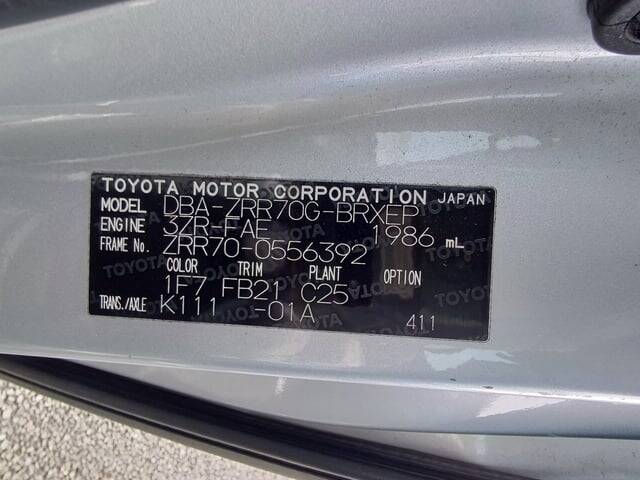 TOYOTA MOTOR CORPORATION JAPAN
MODEL DBA-ZRR70G-BRXEP
ENGINE 3ZR-FAE 1986 mL
FRAME No. ZRR70-0556392
COLOR TRIM PLANT OPTION
1F7 FB21 C25
TRANS./AXLE K111 -01A
411